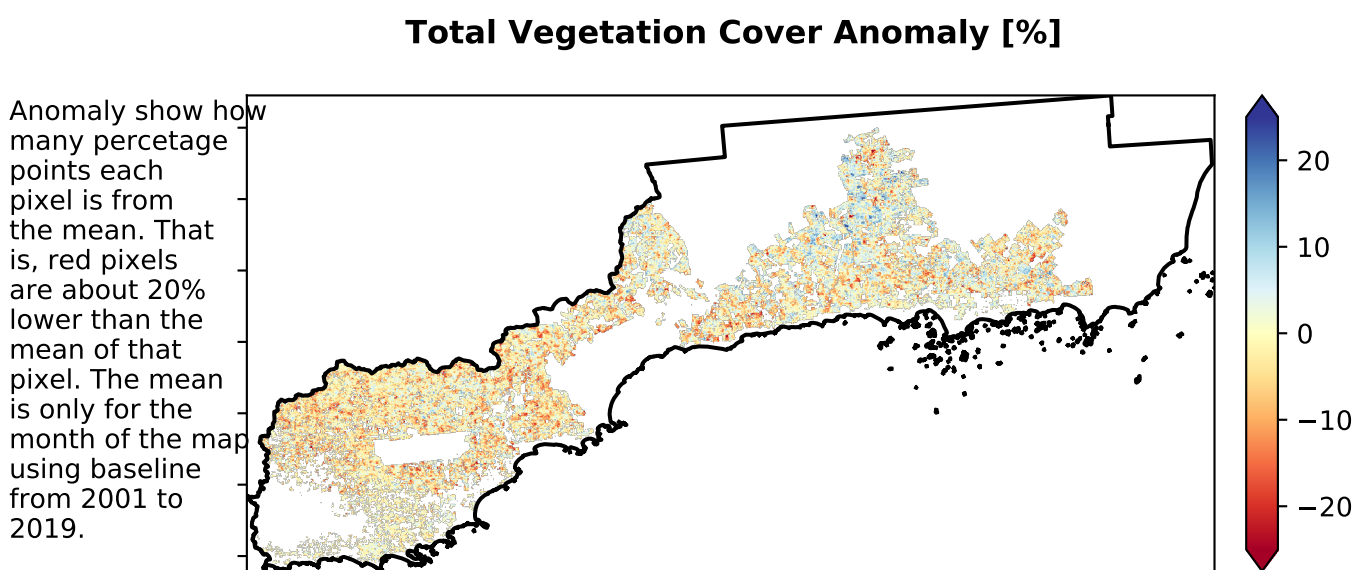 Total Vegetation Cover Anomaly [%]
Anomaly show how
many percetage
points each
pixel is from
the mean. That
is, red pixels
are about 20%
lower than the
mean of that
pixel. The mean
is only for the
month of the map
using baseline
from 2001 to
2019.
20
10
0
−10
−20